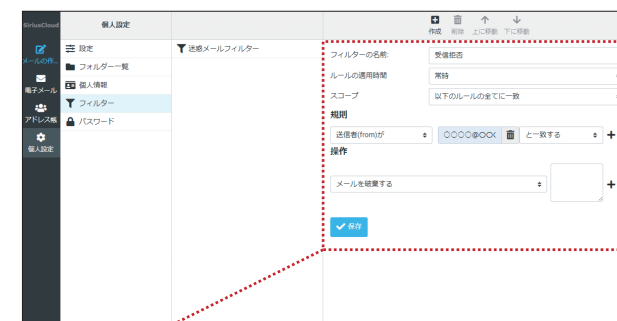 SiriusCloud
メールの作...
電子メール
アドレス帳
個人設定
個人設定
設定
フォルダー一覧
個人情報
フィルター
パスワード
迷惑メールフィルター
作成 削除 上に移動 下に移動
フィルターの名前: 受信拒否
ルールの適用時間 常時
スコープ 以下のルールの全てに一致
規則
送信者(from)が 〇〇〇〇@〇〇( と一致する
操作
メールを破棄する
保存